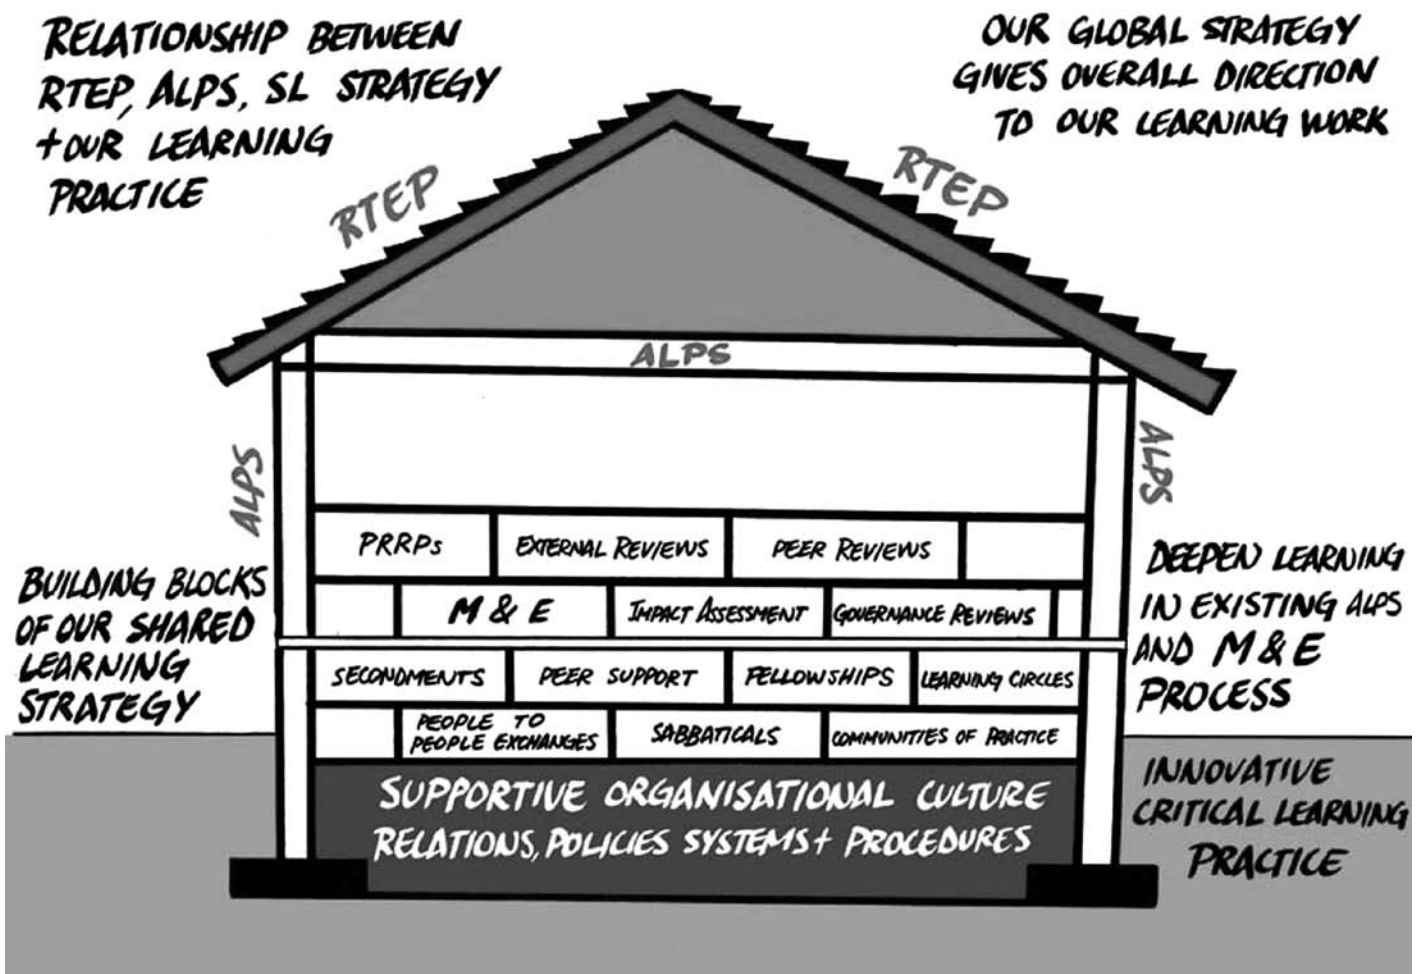 RELATIONSHIP BETWEEN
RTEP, ALPS, SL STRATEGY
+ OUR LEARNING
PRACTICE
OUR GLOBAL STRATEGY
GIVES OVERALL DIRECTION
TO OUR LEARNING WORK
RTEP
RTEP
ALPS
ALPS
ALPS
PRRPs
EXTERNAL REVIEWS
PEER REVIEWS
M & E
IMPACT ASSESSMENT
GOVERNANCE REVIEWS
SECONDMENTS
PEER SUPPORT
FELLOWSHIPS
LEARNING CIRCLES
PEOPLE TO
PEOPLE EXCHANGES
SABBATICALS
COMMUNITIES OF PRACTICE
SUPPORTIVE ORGANISATIONAL CULTURE
RELATIONS, POLICIES SYSTEMS + PROCEDURES
BUILDING BLOCKS
OF OUR SHARED
LEARNING
STRATEGY
DEEPEN LEARNING
IN EXISTING ALPS
AND M & E
PROCESS
INNOVATIVE
CRITICAL LEARNING
PRACTICE